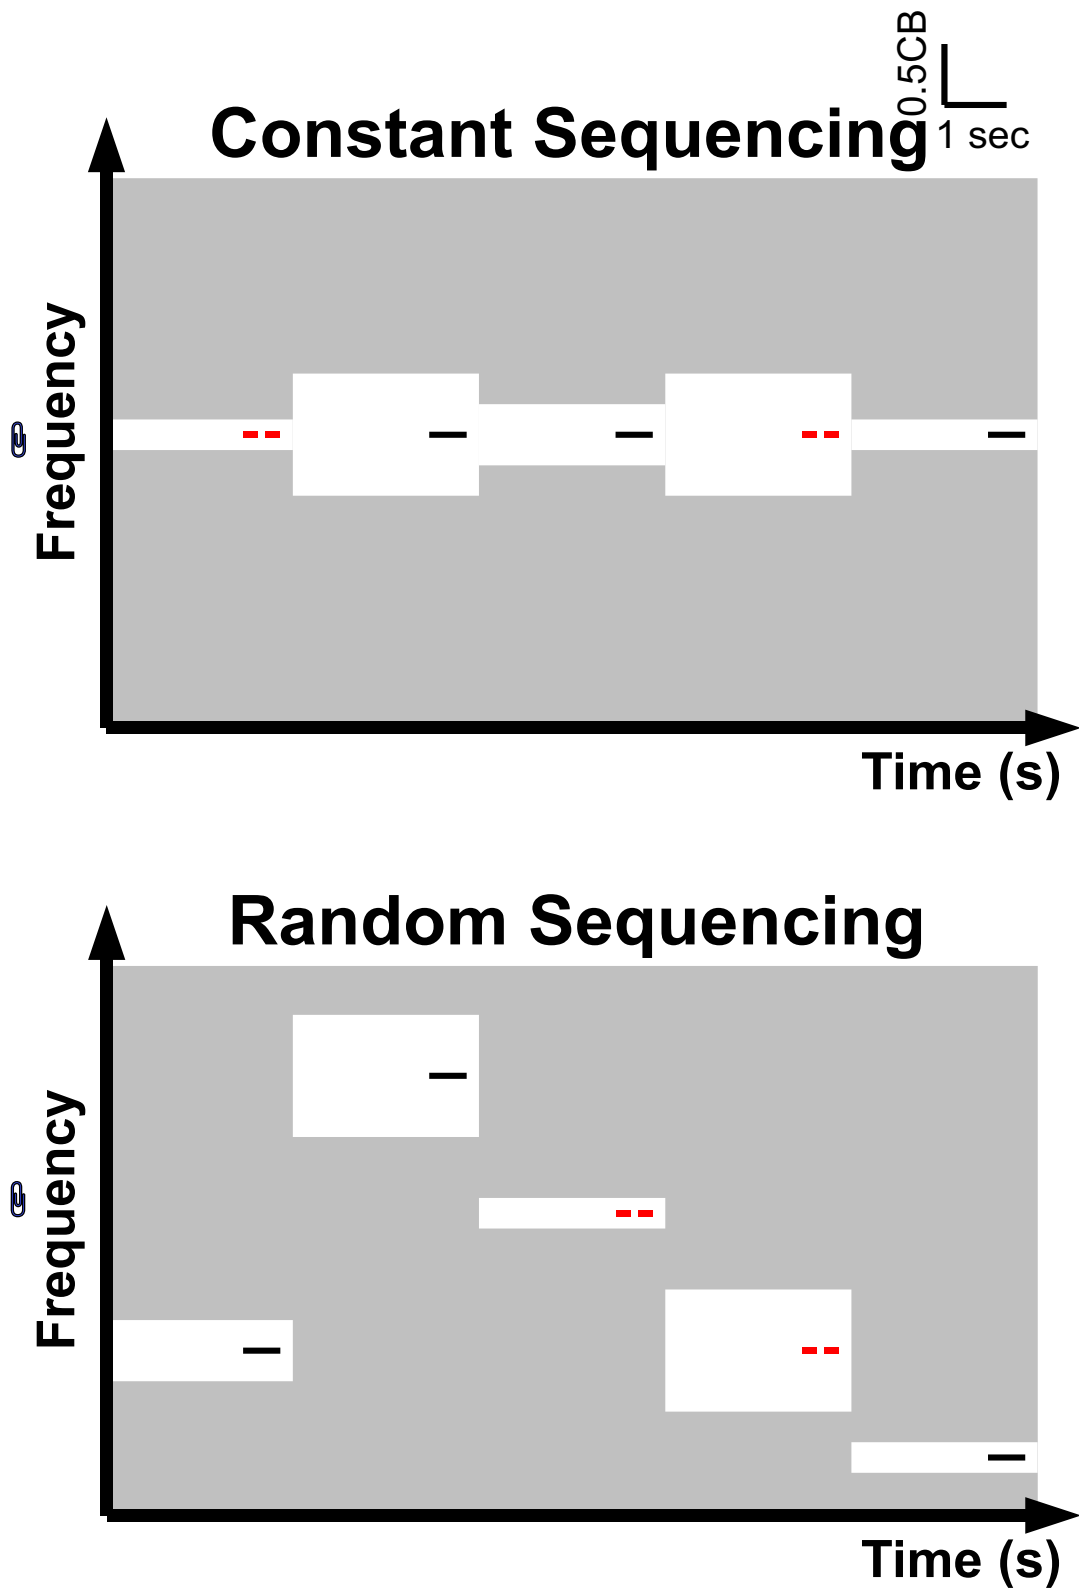 0.5CB
1 sec
Constant Sequencing
Frequency
Time (s)
Random Sequencing
Frequency
Time (s)